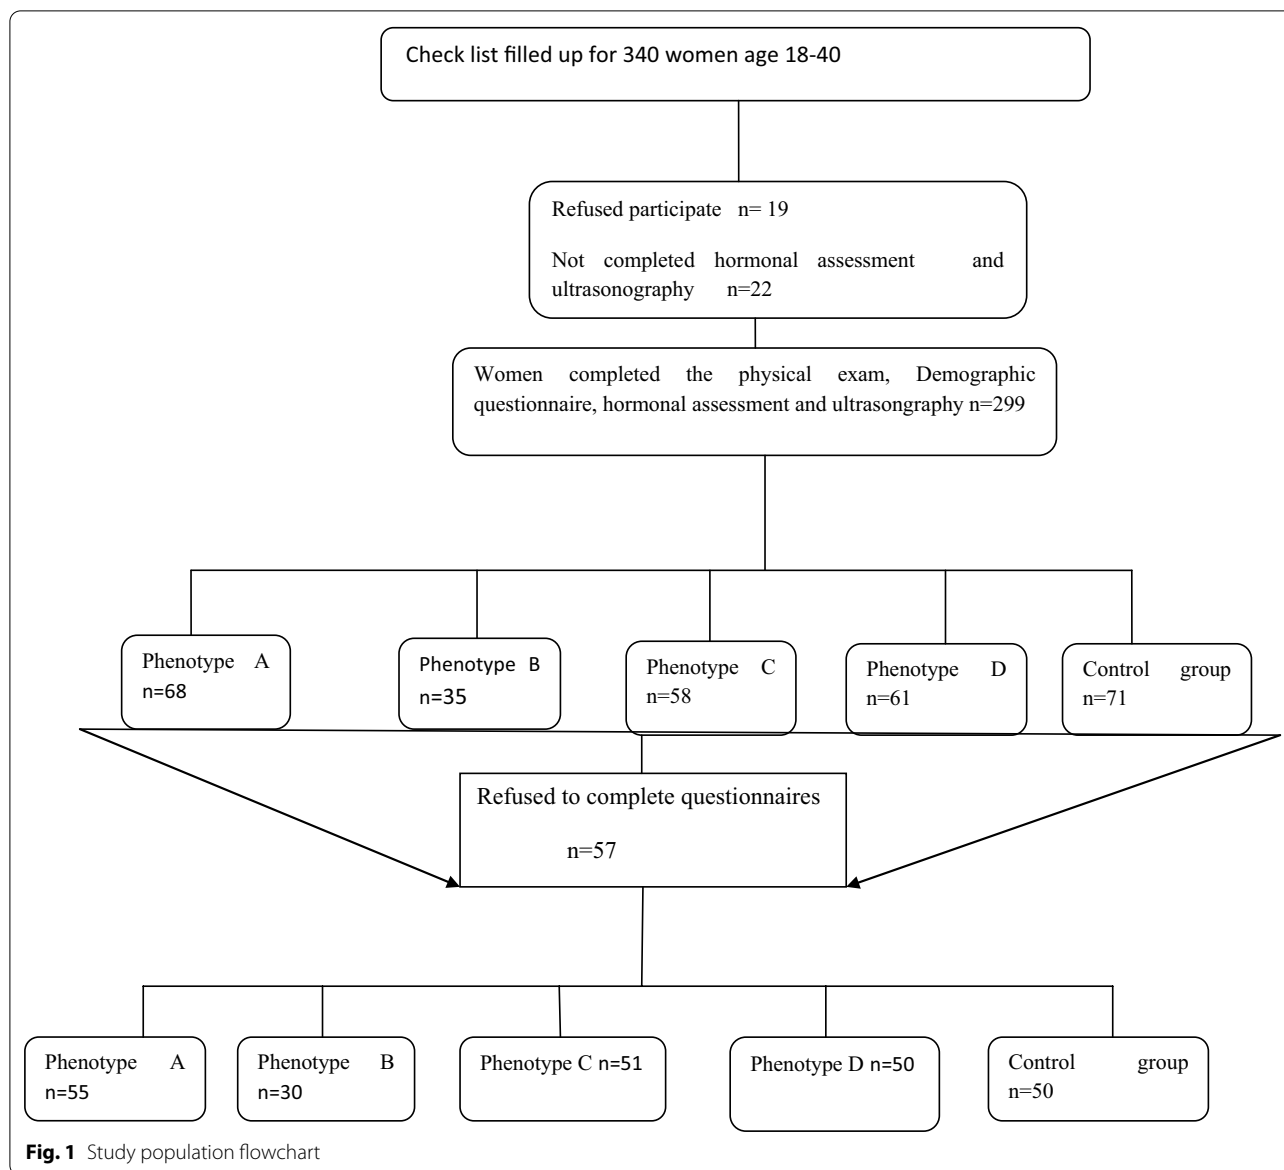 Check list filled up for 340 women age 18-40
Refused participate n= 19
Not completed hormonal assessment and
ultrasonography n=22
Women completed the physical exam, Demographic
questinnaire, hormonal assessment and ultrasongraphy n=299
Phenotype A
n=68
Phenotype B
n=35
Phenotype C
n=58
Phenotype D
n=61
Control group
n=71
Refused to complete questionnaires
n=57
Phenotype A
n=55
Phenotype B
n=30
Phenotype C n=51
Phenotype D n=50
Control group
n=50
Fig. 1 Study population flowchart